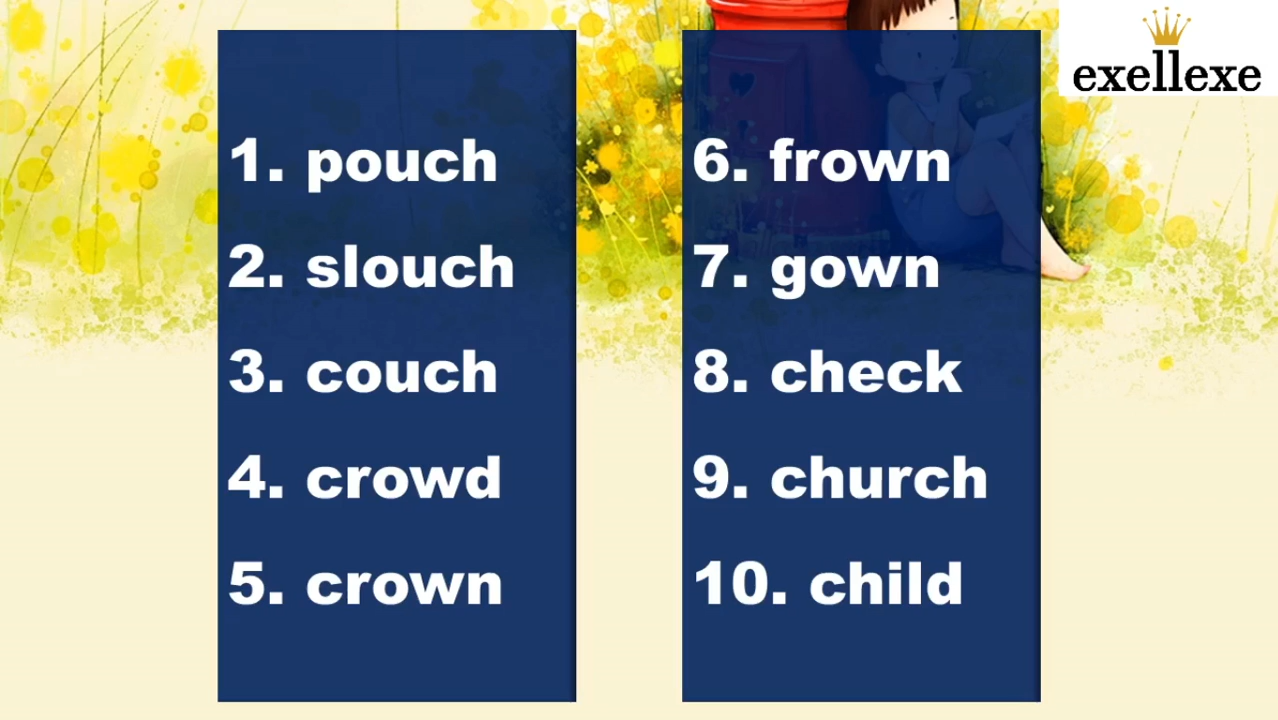 exellexe
1. pouch
2. slouch
3. couch
4. crowd
5. crown
6. frown
7. gown
8. check
9. church
10. child